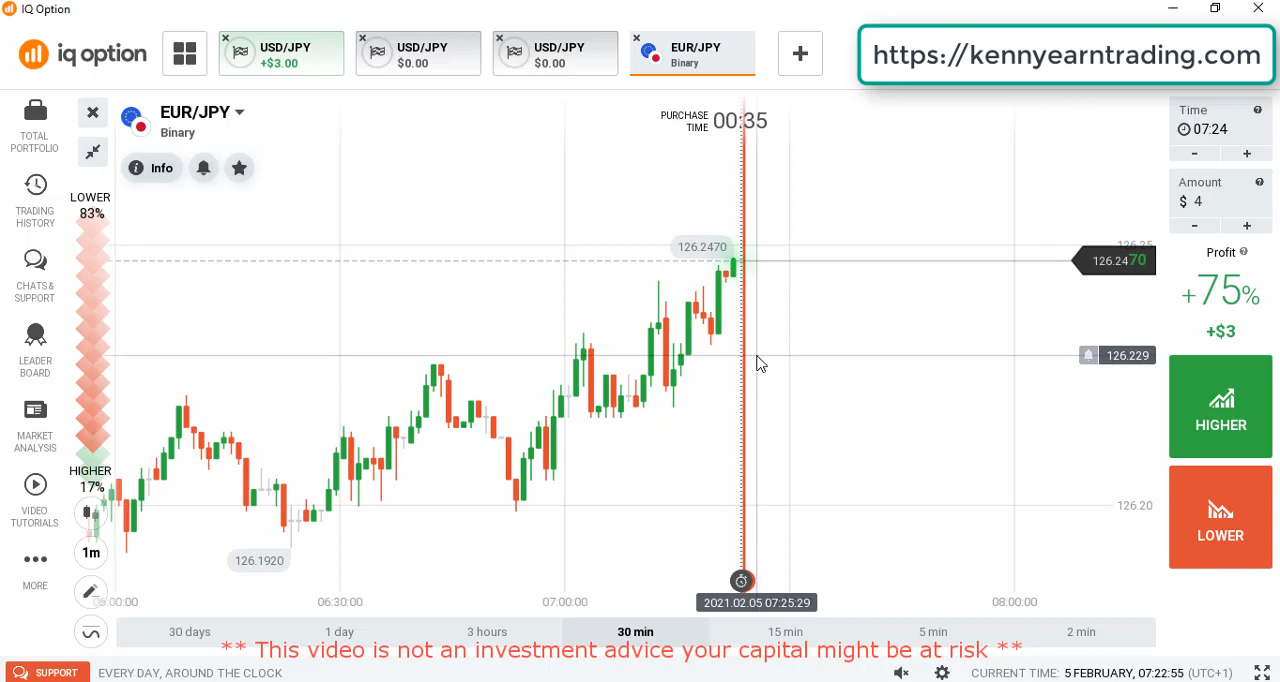 IQ Option
iq option
USD/JPY
+$3.00
USD/JPY
$0.00
USD/JPY
$0.00
EUR/JPY
Binary
https://kennyearntrading.com
TOTAL
PORTFOLIO
TRADING
HISTORY
CHATS &
SUPPORT
LEADER
BOARD
MARKET
ANALYSIS
VIDEO
TUTORIALS
MORE
EUR/JPY
Binary
Info
LOWER
83%
HIGHER
17%
1m
PURCHASE
TIME
00:35
126.2470
126.1920
126.25
126.2470
126.229
126.20
06:30:00
07:00:00
2021.02.05 07:25:29
08:00:00
30 days
1 day
3 hours
30 min
15 min
5 min
2 min
Time
07:24
- +
Amount
$ 4
- +
Profit
+75%
+$3
HIGHER
LOWER
** This video is not an investment advice your capital might be at risk **
SUPPORT
EVERY DAY, AROUND THE CLOCK
CURRENT TIME: 5 FEBRUARY, 07:22:55 (UTC+1)